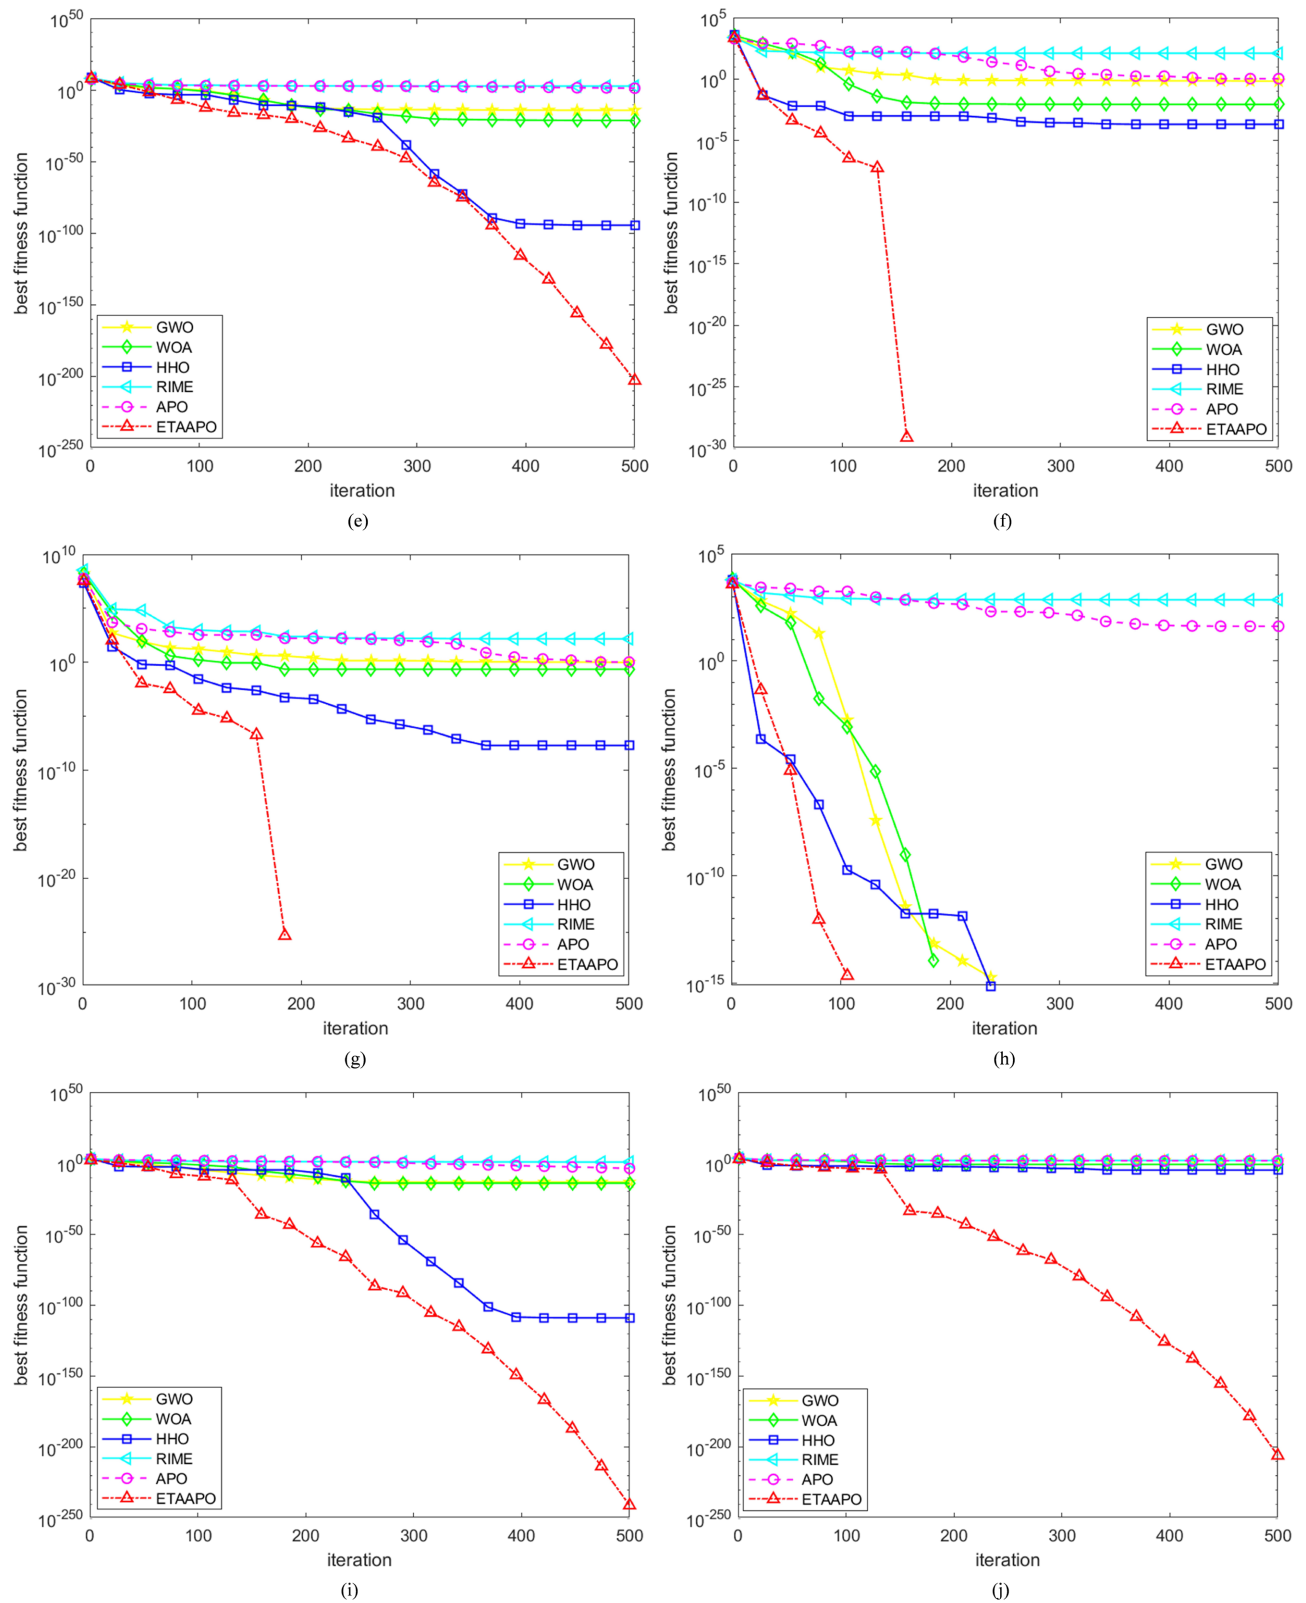 10^50
10^0
10^-50
10^-100
10^-150
10^-200
10^-250
best fitness function
GWO
WOA
HHO
RIME
APO
ETAAPO
0 100 200 300 400 500
iteration
(e)
10^5
10^0
10^-5
10^-10
10^-15
10^-20
10^-25
10^-30
best fitness function
GWO
WOA
HHO
RIME
APO
ETAAPO
0 100 200 300 400 500
iteration
(f)
10^10
10^0
10^-10
10^-20
10^-30
best fitness function
GWO
WOA
HHO
RIME
APO
ETAAPO
0 100 200 300 400 500
iteration
(g)
10^5
10^0
10^-5
10^-10
10^-15
best fitness function
GWO
WOA
HHO
RIME
APO
ETAAPO
0 100 200 300 400 500
iteration
(h)
10^50
10^0
10^-50
10^-100
10^-150
10^-200
10^-250
best fitness function
GWO
WOA
HHO
RIME
APO
ETAAPO
0 100 200 300 400 500
iteration
(i)
10^50
10^0
10^-50
10^-100
10^-150
10^-200
10^-250
best fitness function
GWO
WOA
HHO
RIME
APO
ETAAPO
0 100 200 300 400 500
iteration
(j)